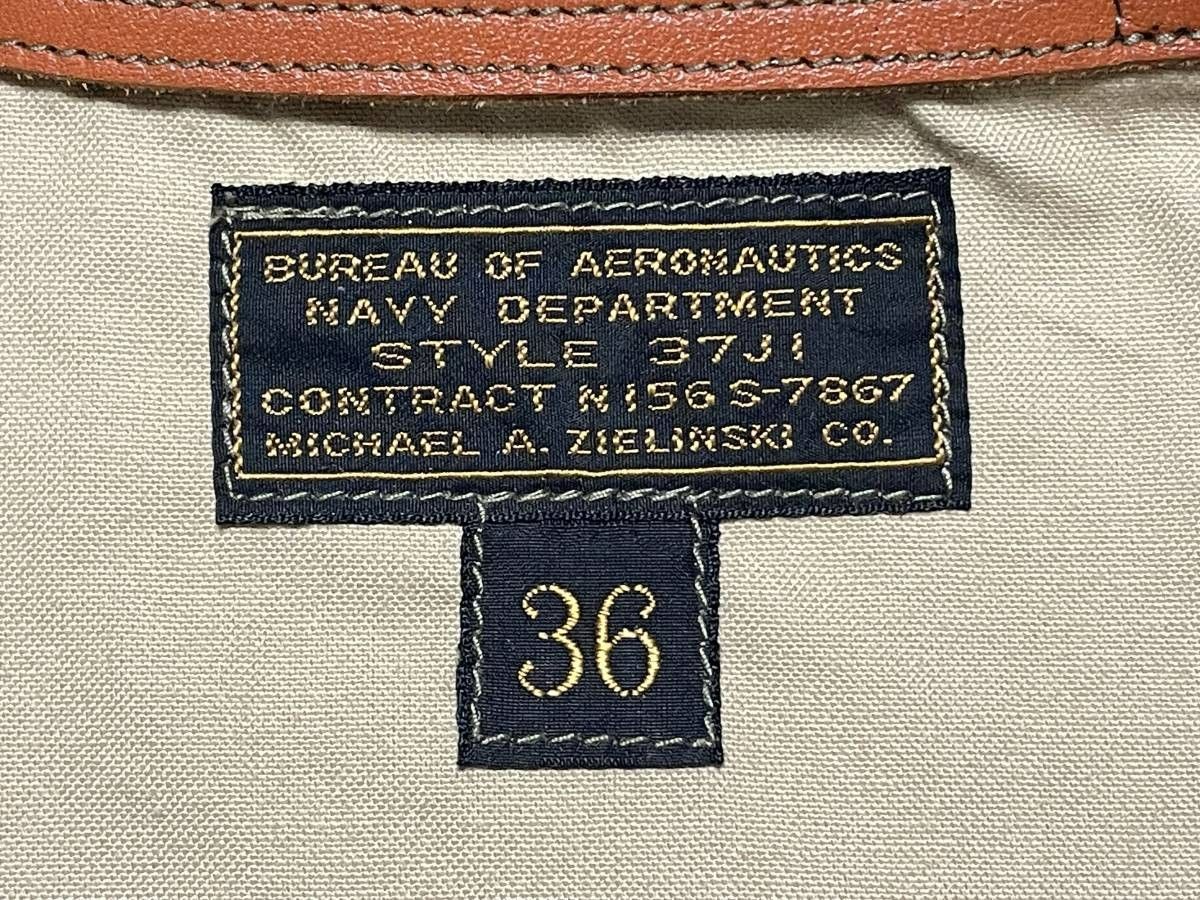 BUREAU OF AERONAUTICS
NAVY DEPARTMENT
STYLE 37J1
CONTRACT N156S-7867
MICHAEL A. ZIELINSKI CO.
36